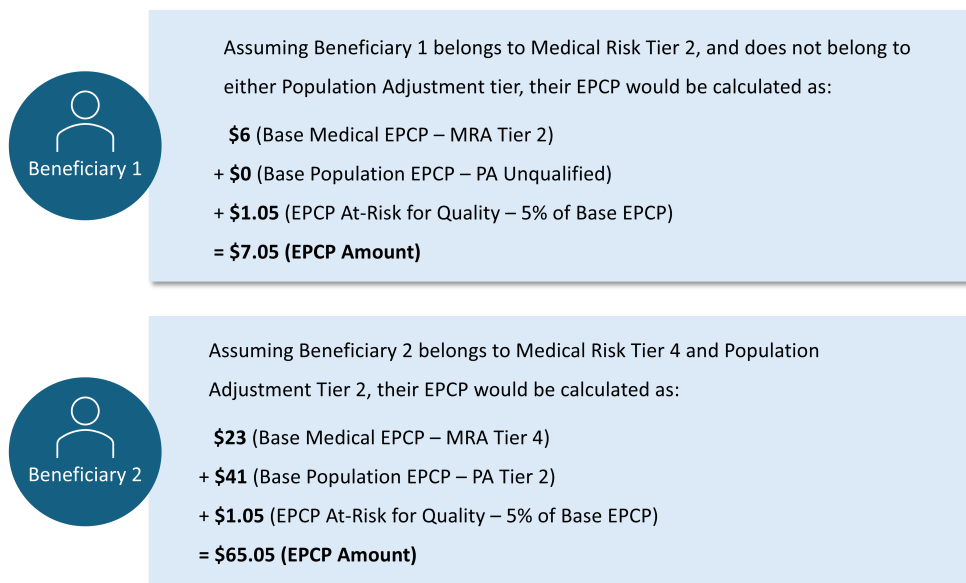 Beneficiary 1
Assuming Beneficiary 1 belongs to Medical Risk Tier 2, and does not belong to
either Population Adjustment tier, their EPCP would be calculated as:
$6 (Base Medical EPCP – MRA Tier 2)
+ $0 (Base Population EPCP – PA Unqualified)
+ $1.05 (EPCP At-Risk for Quality – 5% of Base EPCP)
= $7.05 (EPCP Amount)
Beneficiary 2
Assuming Beneficiary 2 belongs to Medical Risk Tier 4 and Population
Adjustment Tier 2, their EPCP would be calculated as:
$23 (Base Medical EPCP – MRA Tier 4)
+ $41 (Base Population EPCP – PA Tier 2)
+ $1.05 (EPCP At-Risk for Quality – 5% of Base EPCP)
= $65.05 (EPCP Amount)